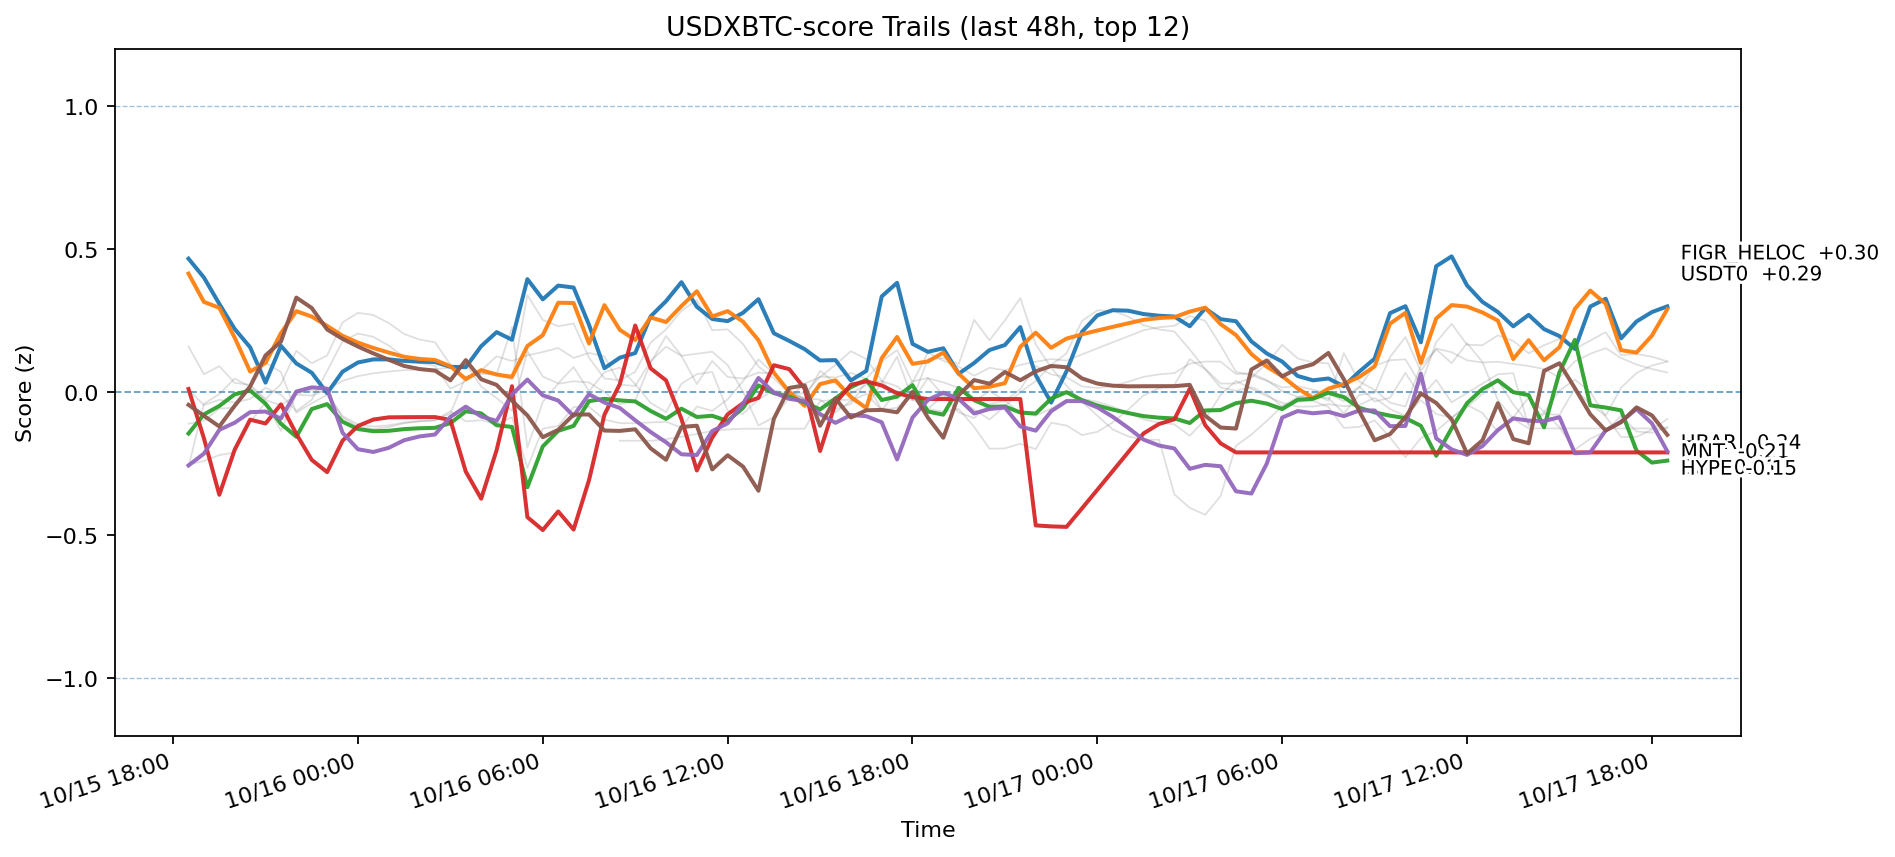 USDXBTC-score Trails (last 48h, top 12)
Score (z)
1.0
0.5
0.0
−0.5
−1.0
FIGR_HELOC +0.30
USDT0 +0.29
HBAR -0.24
MNT -0.21
HYPE -0.15
10/15 18:00
10/16 00:00
10/16 06:00
10/16 12:00
10/16 18:00
10/17 00:00
10/17 06:00
10/17 12:00
10/17 18:00
Time